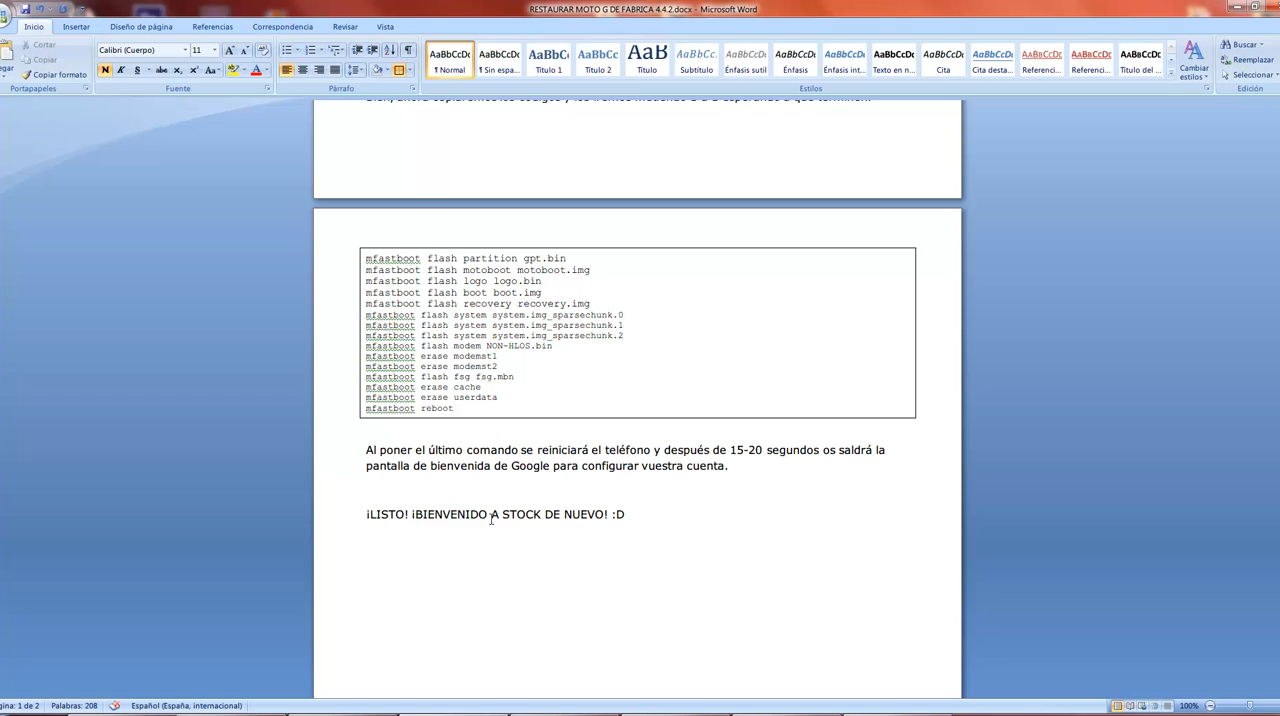 RESTAURAR MOTO G DE FABRICA 4.4.2.docx - Microsoft Word
Inicio Insertar Diseño de página Referencias Correspondencia Revisar Vista
Cortar
Copiar
Copiar formato
Portapapeles
Calibri (Cuerpo) 11
Fuente
Párrafo
AaBbCcDc AaBbCcDc AaBbCc AaBbCc AaB AaBbCcL AaBbCcDc AaBbCcDc AaBbCcDc AaBbCcDc AaBbCcDc AaBbCcDc AaBbCcDc AaBbCcDc AaBbCcDc
¶ Normal ¶ Sin espa... Título 1 Título 2 Título Subtítulo Énfasis sutil Énfasis Énfasis int... Texto en n... Cita Cita desta... Referenci... Referenci... Título del ...
Estilos
Cambiar
estilos
Buscar
Reemplazar
Seleccionar
Edición
mfastboot flash partition gpt.bin
mfastboot flash motoboot motoboot.img
mfastboot flash logo logo.bin
mfastboot flash boot boot.img
mfastboot flash recovery recovery.img
mfastboot flash system system.img_sparsechunk.0
mfastboot flash system system.img_sparsechunk.1
mfastboot flash system system.img_sparsechunk.2
mfastboot flash modem NON-HLOS.bin
mfastboot erase modemst1
mfastboot erase modemst2
mfastboot flash fsg fsg.mbn
mfastboot erase cache
mfastboot erase userdata
mfastboot reboot
Al poner el último comando se reiniciará el teléfono y después de 15-20 segundos os saldrá la
pantalla de bienvenida de Google para configurar vuestra cuenta.
¡LISTO! ¡BIENVENIDO A STOCK DE NUEVO! :D
gina: 1 de 2 Palabras: 208 Español (España, internacional) 100%